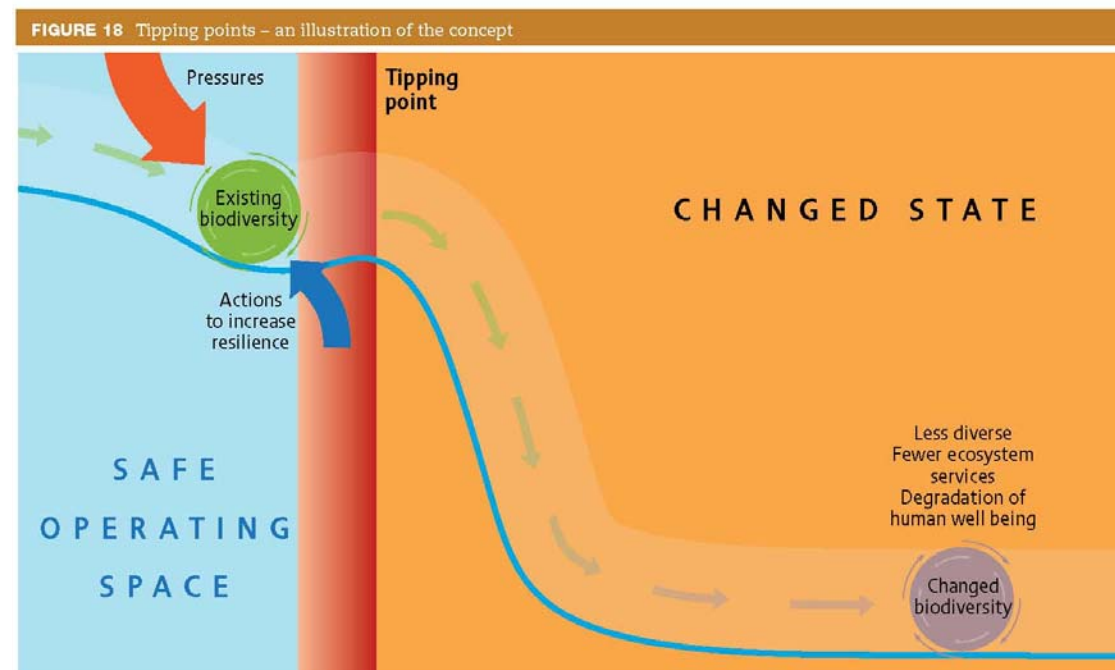 FIGURE 18 Tipping points – an illustration of the concept
Pressures
Tipping
point
Existing
biodiversity
CHANGED STATE
Actions
to increase
resilience
SAFE
OPERATING
SPACE
Less diverse
Fewer ecosystem
services
Degradation of
human well being
Changed
biodiversity